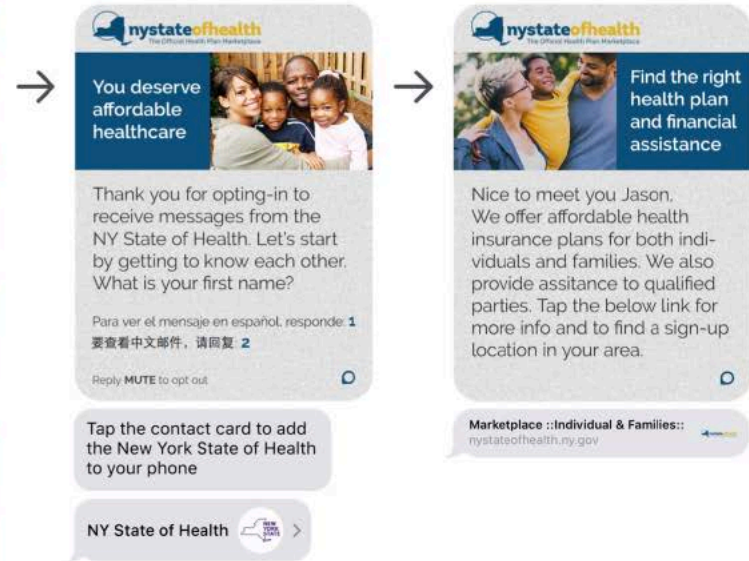 nystateofhealth
The Official Health Plan Marketplace
You deserve
affordable
healthcare
Thank you for opting-in to
receive messages from the
NY State of Health. Let's start
by getting to know each other.
What is your first name?
Para ver el mensaje en español, responde: 1
要查看中文邮件，请回复: 2
Reply MUTE to opt out
Tap the contact card to add
the New York State of Health
to your phone
NY State of Health
NEW
YORK
STATE
nystateofhealth
The Official Health Plan Marketplace
Find the right
health plan
and financial
assistance
Nice to meet you Jason,
We offer affordable health
insurance plans for both indi-
viduals and families. We also
provide assitance to qualified
parties. Tap the below link for
more info and to find a sign-up
location in your area.
Marketplace ::Individual & Families::
nystateofhealth.ny.gov